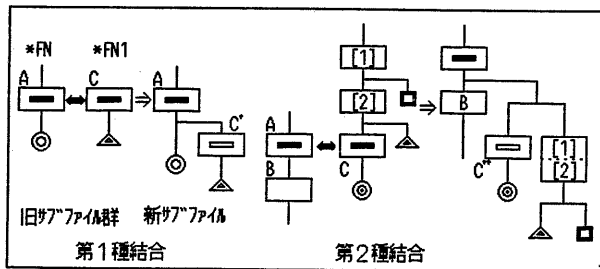 *FN *FN1
A C A
C'
旧サブファイル群 新サブファイル
第1種結合
[1]
[2]
A
B
C
B
C''
[1]
[2]
第2種結合